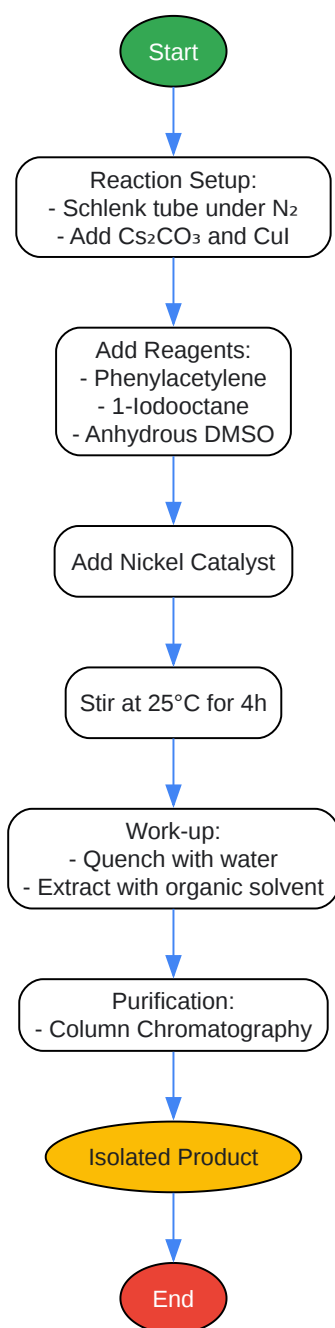 Start
Reaction Setup:
- Schlenk tube under N₂
- Add Cs₂CO₃ and CuI
Add Reagents:
- Phenylacetylene
- 1-Iodooctane
- Anhydrous DMSO
Add Nickel Catalyst
Stir at 25°C for 4h
Work-up:
- Quench with water
- Extract with organic solvent
Purification:
- Column Chromatography
Isolated Product
End